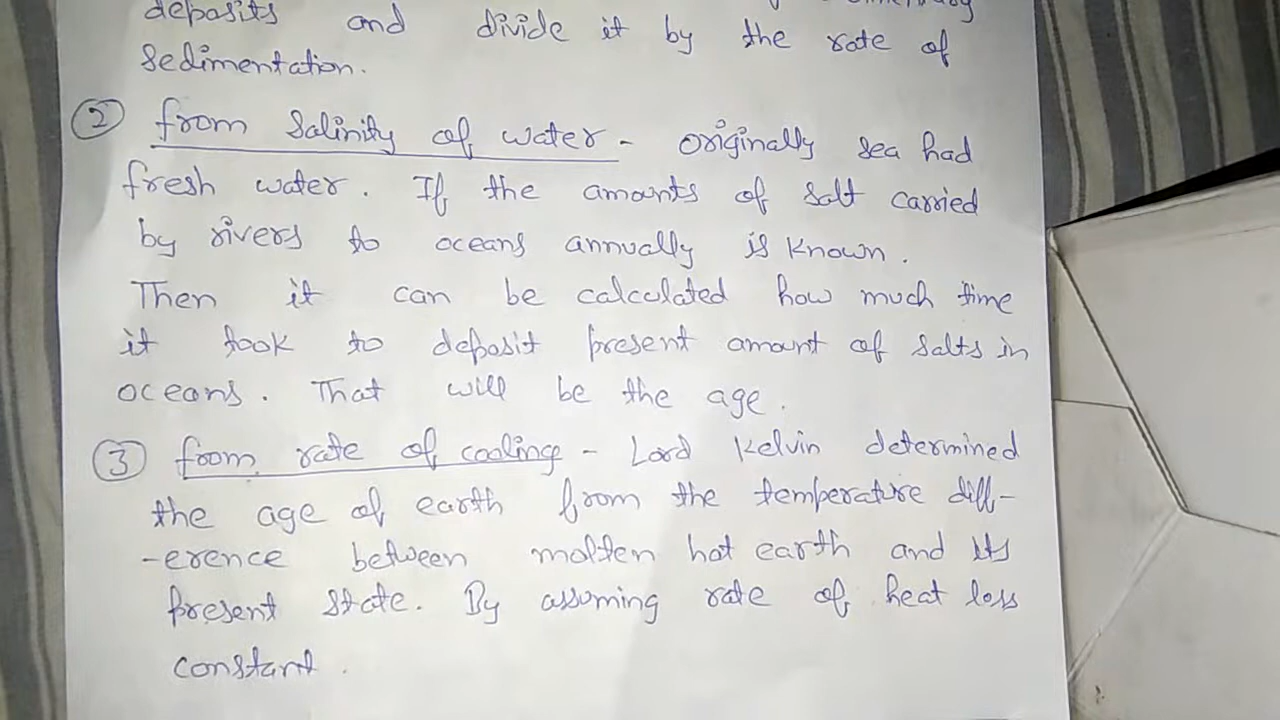 deposits and divide it by the rate of
Sedimentation.
② from Salinity of water - Originally sea had
fresh water. If the amants of salt carried
by rivers to oceans annually is known.
Then it can be calculated how much time
it took to deposit present amount of salts in
oceans. That will be the age.
③ from rate of cooling - Lord Kelvin determined
the age of earth from the temperature diff-
-erence between molten hot earth and its
present state. By assuming rate of heat loss
constant.